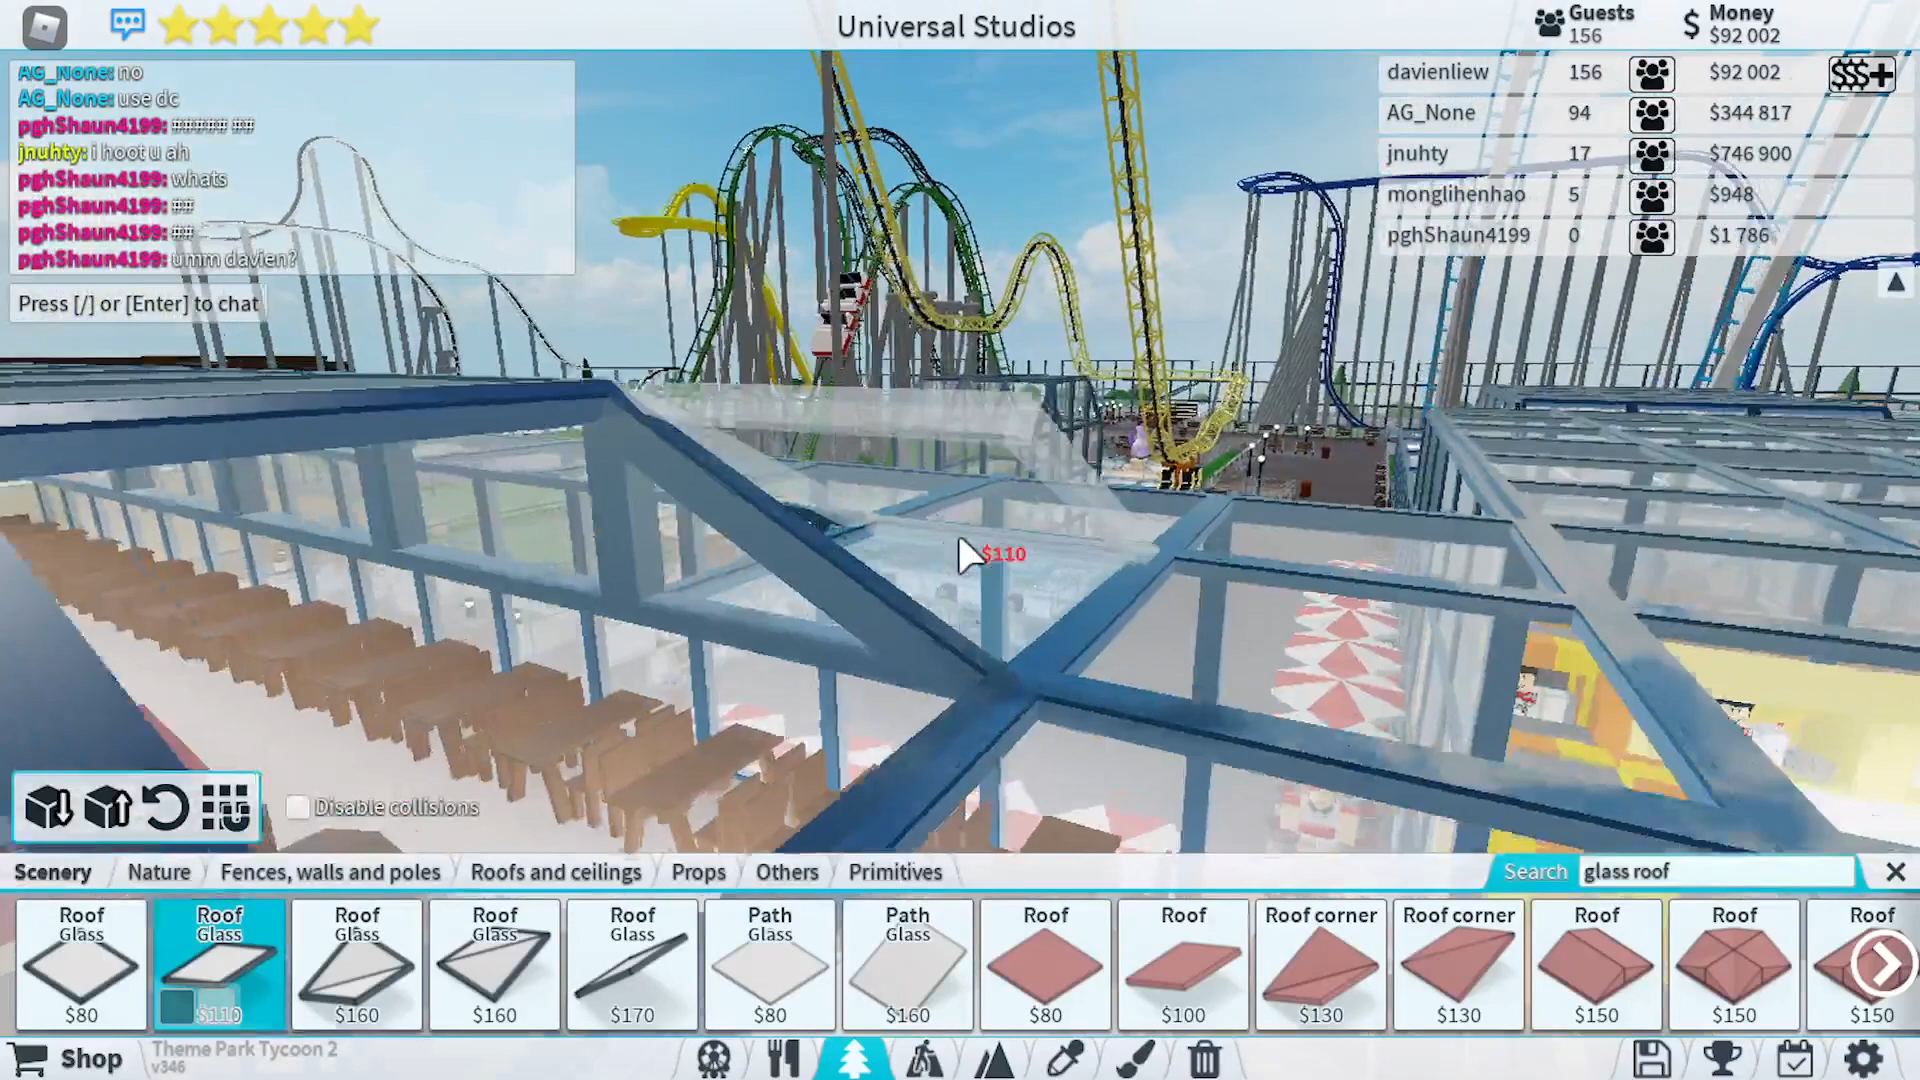 Universal Studios
Guests
156
Money
$92 002
AG_None: no
AG_None: use dc
pghShaun4199: ##### ##
jnuhty: i hoot u ah
pghShaun4199: whats
pghShaun4199: ##
pghShaun4199: ##
pghShaun4199: umm davien?
Press [/] or [Enter] to chat
davienliew 156 $92 002 $$$+
AG_None 94 $344 817
jnuhty 17 $746 900
monglihenhao 5 $948
pghShaun4199 0 $1 786
$110
Disable collisions
Scenery Nature Fences, walls and poles Roofs and ceilings Props Others Primitives Search glass roof
Roof Glass $80
Roof Glass $110
Roof Glass $160
Roof Glass $160
Roof Glass $170
Path Glass $80
Path Glass $160
Roof $80
Roof $100
Roof corner $130
Roof corner $130
Roof $150
Roof $150
Roof $150
Shop
Theme Park Tycoon 2
v346